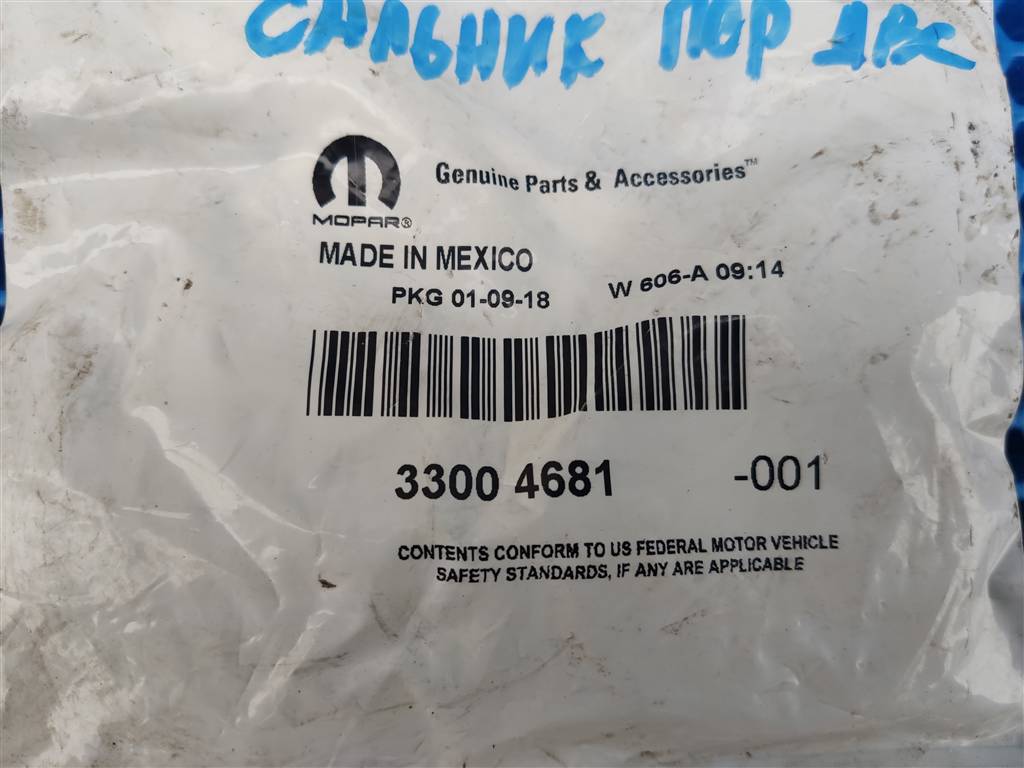 САЛЬНИК ПОР ДВС
MOPAR®
Genuine Parts & Accessories™
MADE IN MEXICO
PKG 01-09-18
W 606-A 09:14
3300 4681 -001
CONTENTS CONFORM TO US FEDERAL MOTOR VEHICLE
SAFETY STANDARDS, IF ANY ARE APPLICABLE